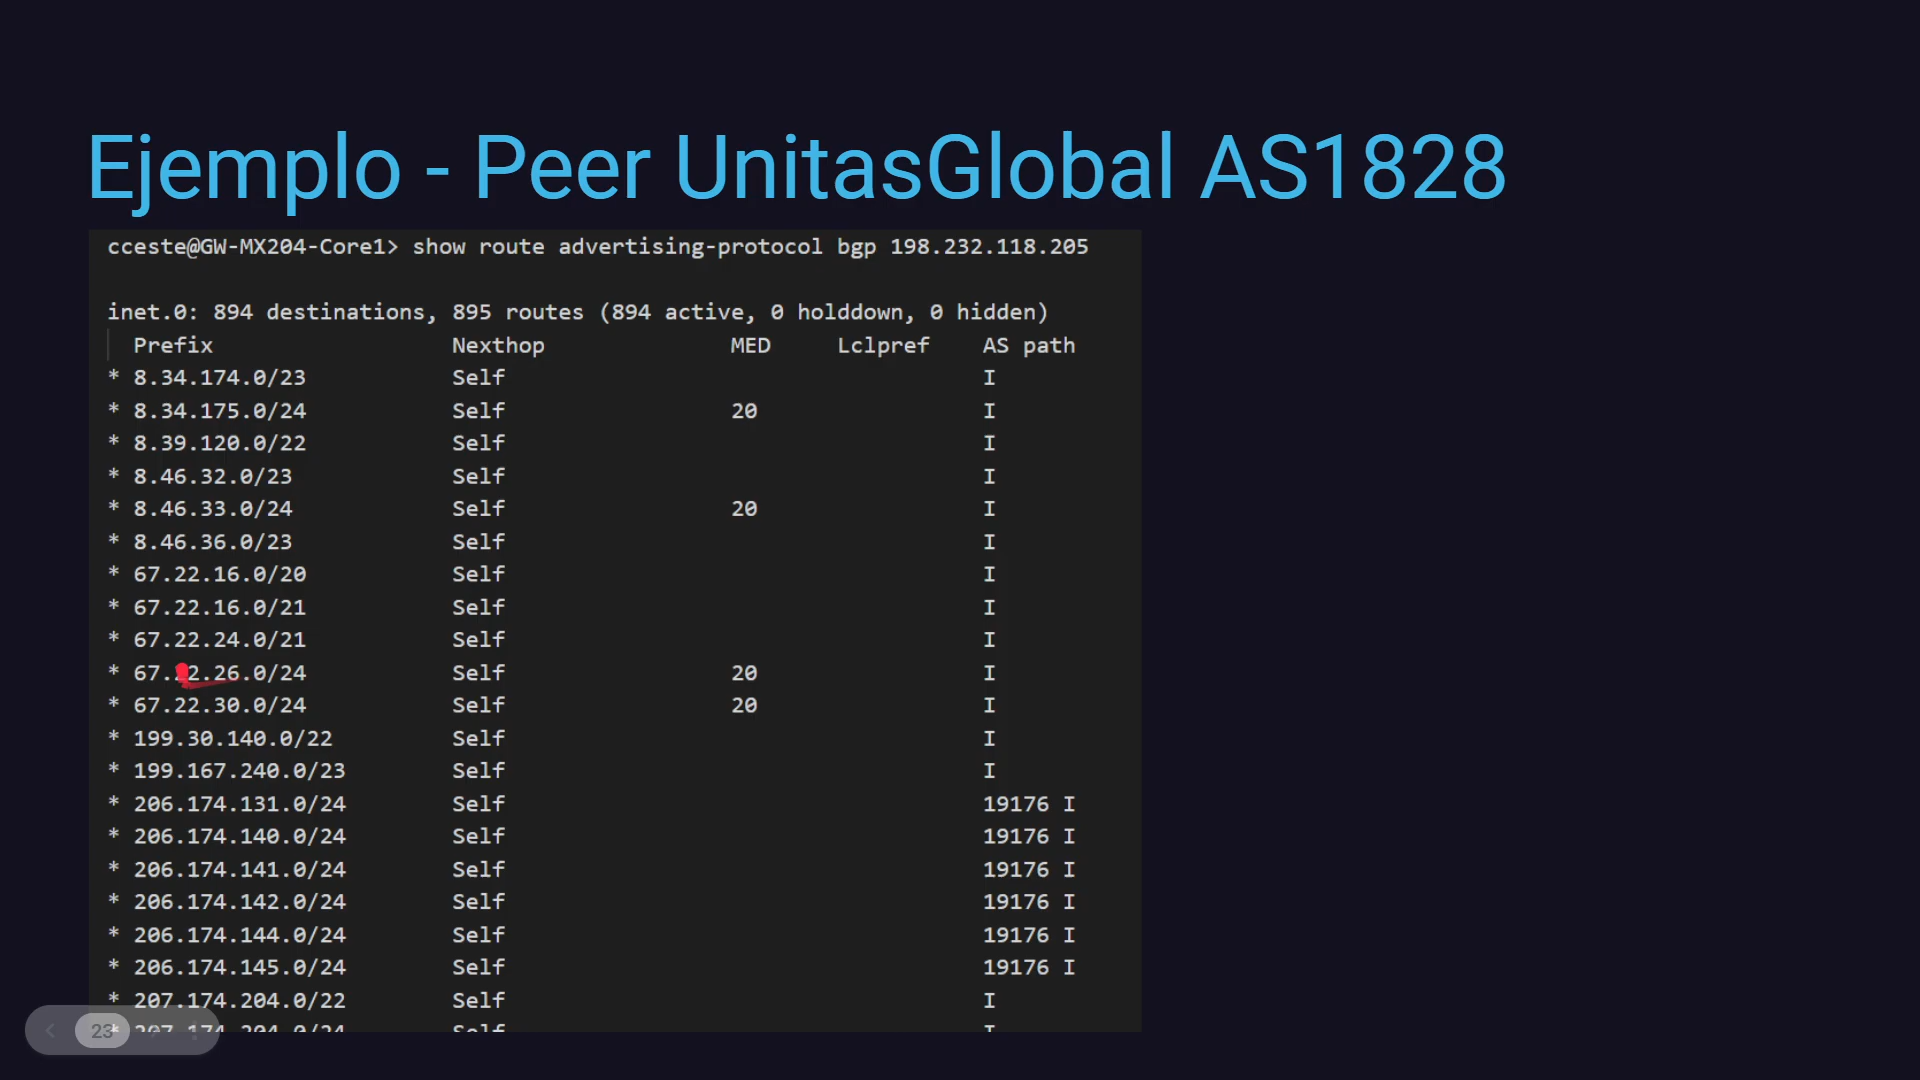 Ejemplo - Peer UnitasGlobal AS1828
cceste@GW-MX204-Core1> show route advertising-protocol bgp 198.232.118.205
inet.0: 894 destinations, 895 routes (894 active, 0 holddown, 0 hidden)
Prefix Nexthop MED Lclpref AS path
* 8.34.174.0/23 Self I
* 8.34.175.0/24 Self 20 I
* 8.39.120.0/22 Self I
* 8.46.32.0/23 Self I
* 8.46.33.0/24 Self 20 I
* 8.46.36.0/23 Self I
* 67.22.16.0/20 Self I
* 67.22.16.0/21 Self I
* 67.22.24.0/21 Self I
* 67.22.26.0/24 Self 20 I
* 67.22.30.0/24 Self 20 I
* 199.30.140.0/22 Self I
* 199.167.240.0/23 Self I
* 206.174.131.0/24 Self 19176 I
* 206.174.140.0/24 Self 19176 I
* 206.174.141.0/24 Self 19176 I
* 206.174.142.0/24 Self 19176 I
* 206.174.144.0/24 Self 19176 I
* 206.174.145.0/24 Self 19176 I
* 207.174.204.0/22 Self I
* 207.174.204.0/24 Self I
23